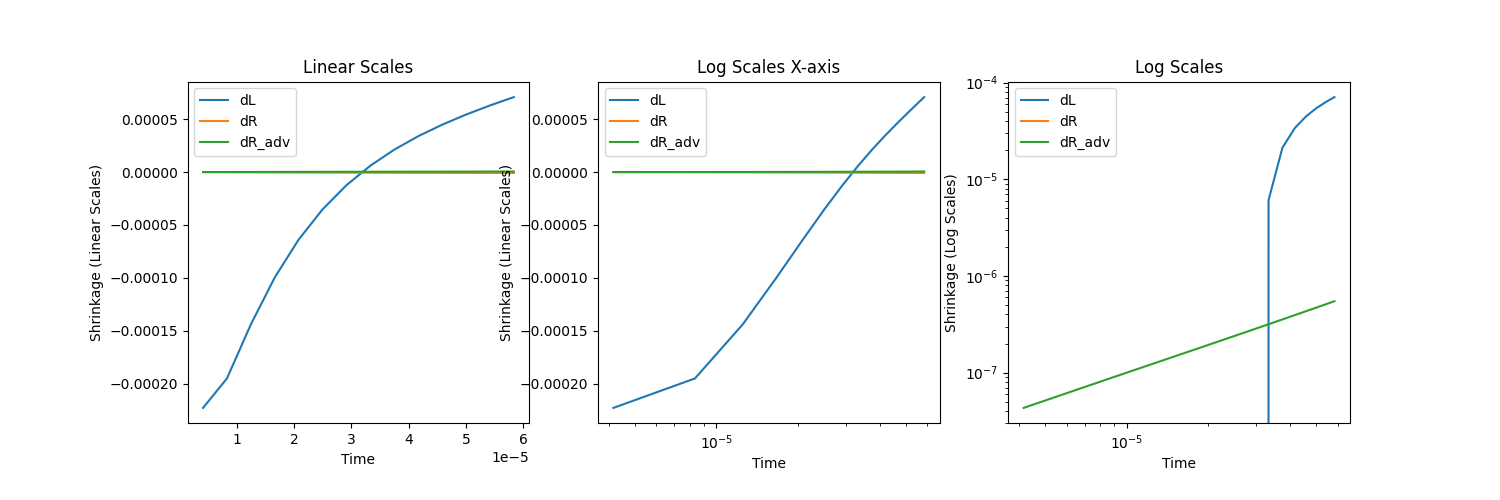 Linear Scales
dL
dR
dR_adv
0.00005
0.00000
−0.00005
−0.00010
−0.00015
−0.00020
Shrinkage (Linear Scales)
1 2 3 4 5 6
1e−5
Time
Log Scales X-axis
dL
dR
dR_adv
0.00005
0.00000
−0.00005
−0.00010
−0.00015
−0.00020
Shrinkage (Linear Scales)
10−5
Time
Log Scales
dL
dR
dR_adv
10−4
10−5
10−6
10−7
Shrinkage (Log Scales)
10−5
Time